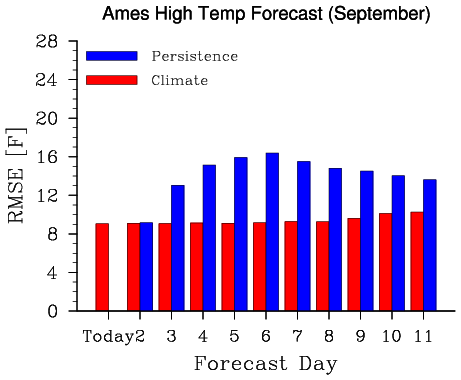 Ames High Temp Forecast (September)
28
Persistence
24
Climate
20
16
RMSE [F]
12
8
4
0
Today 2 3 4 5 6 7 8 9 10 11
Forecast Day